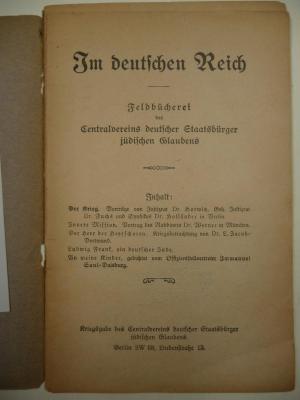 Im deutschen Reich
Feldbücherei
des
Centralvereins deutscher Staatsbürger
jüdischen Glaubens
Inhalt:
Der Krieg. Vorträge von Justizrat Dr. Horwitz, Geh. Justizrat
Dr. Fuchs und Syndikus Dr. Holländer in Berlin.
Innere Mission. Vortrag des Rabbiners Dr. Werner in München.
Der Herr der Heerscharen. Kriegsbetrachtung von Dr. L. Jacob-
Dortmund.
Ludwig Frank, ein deutscher Jude.
An meine Kinder, gedichtet vom Offizierstellvertreter Immanuel
Saul-Duisburg.
Kriegsgabe des Centralvereins deutscher Staatsbürger
jüdischen Glaubens
Berlin SW 68, Lindenstraße 13.